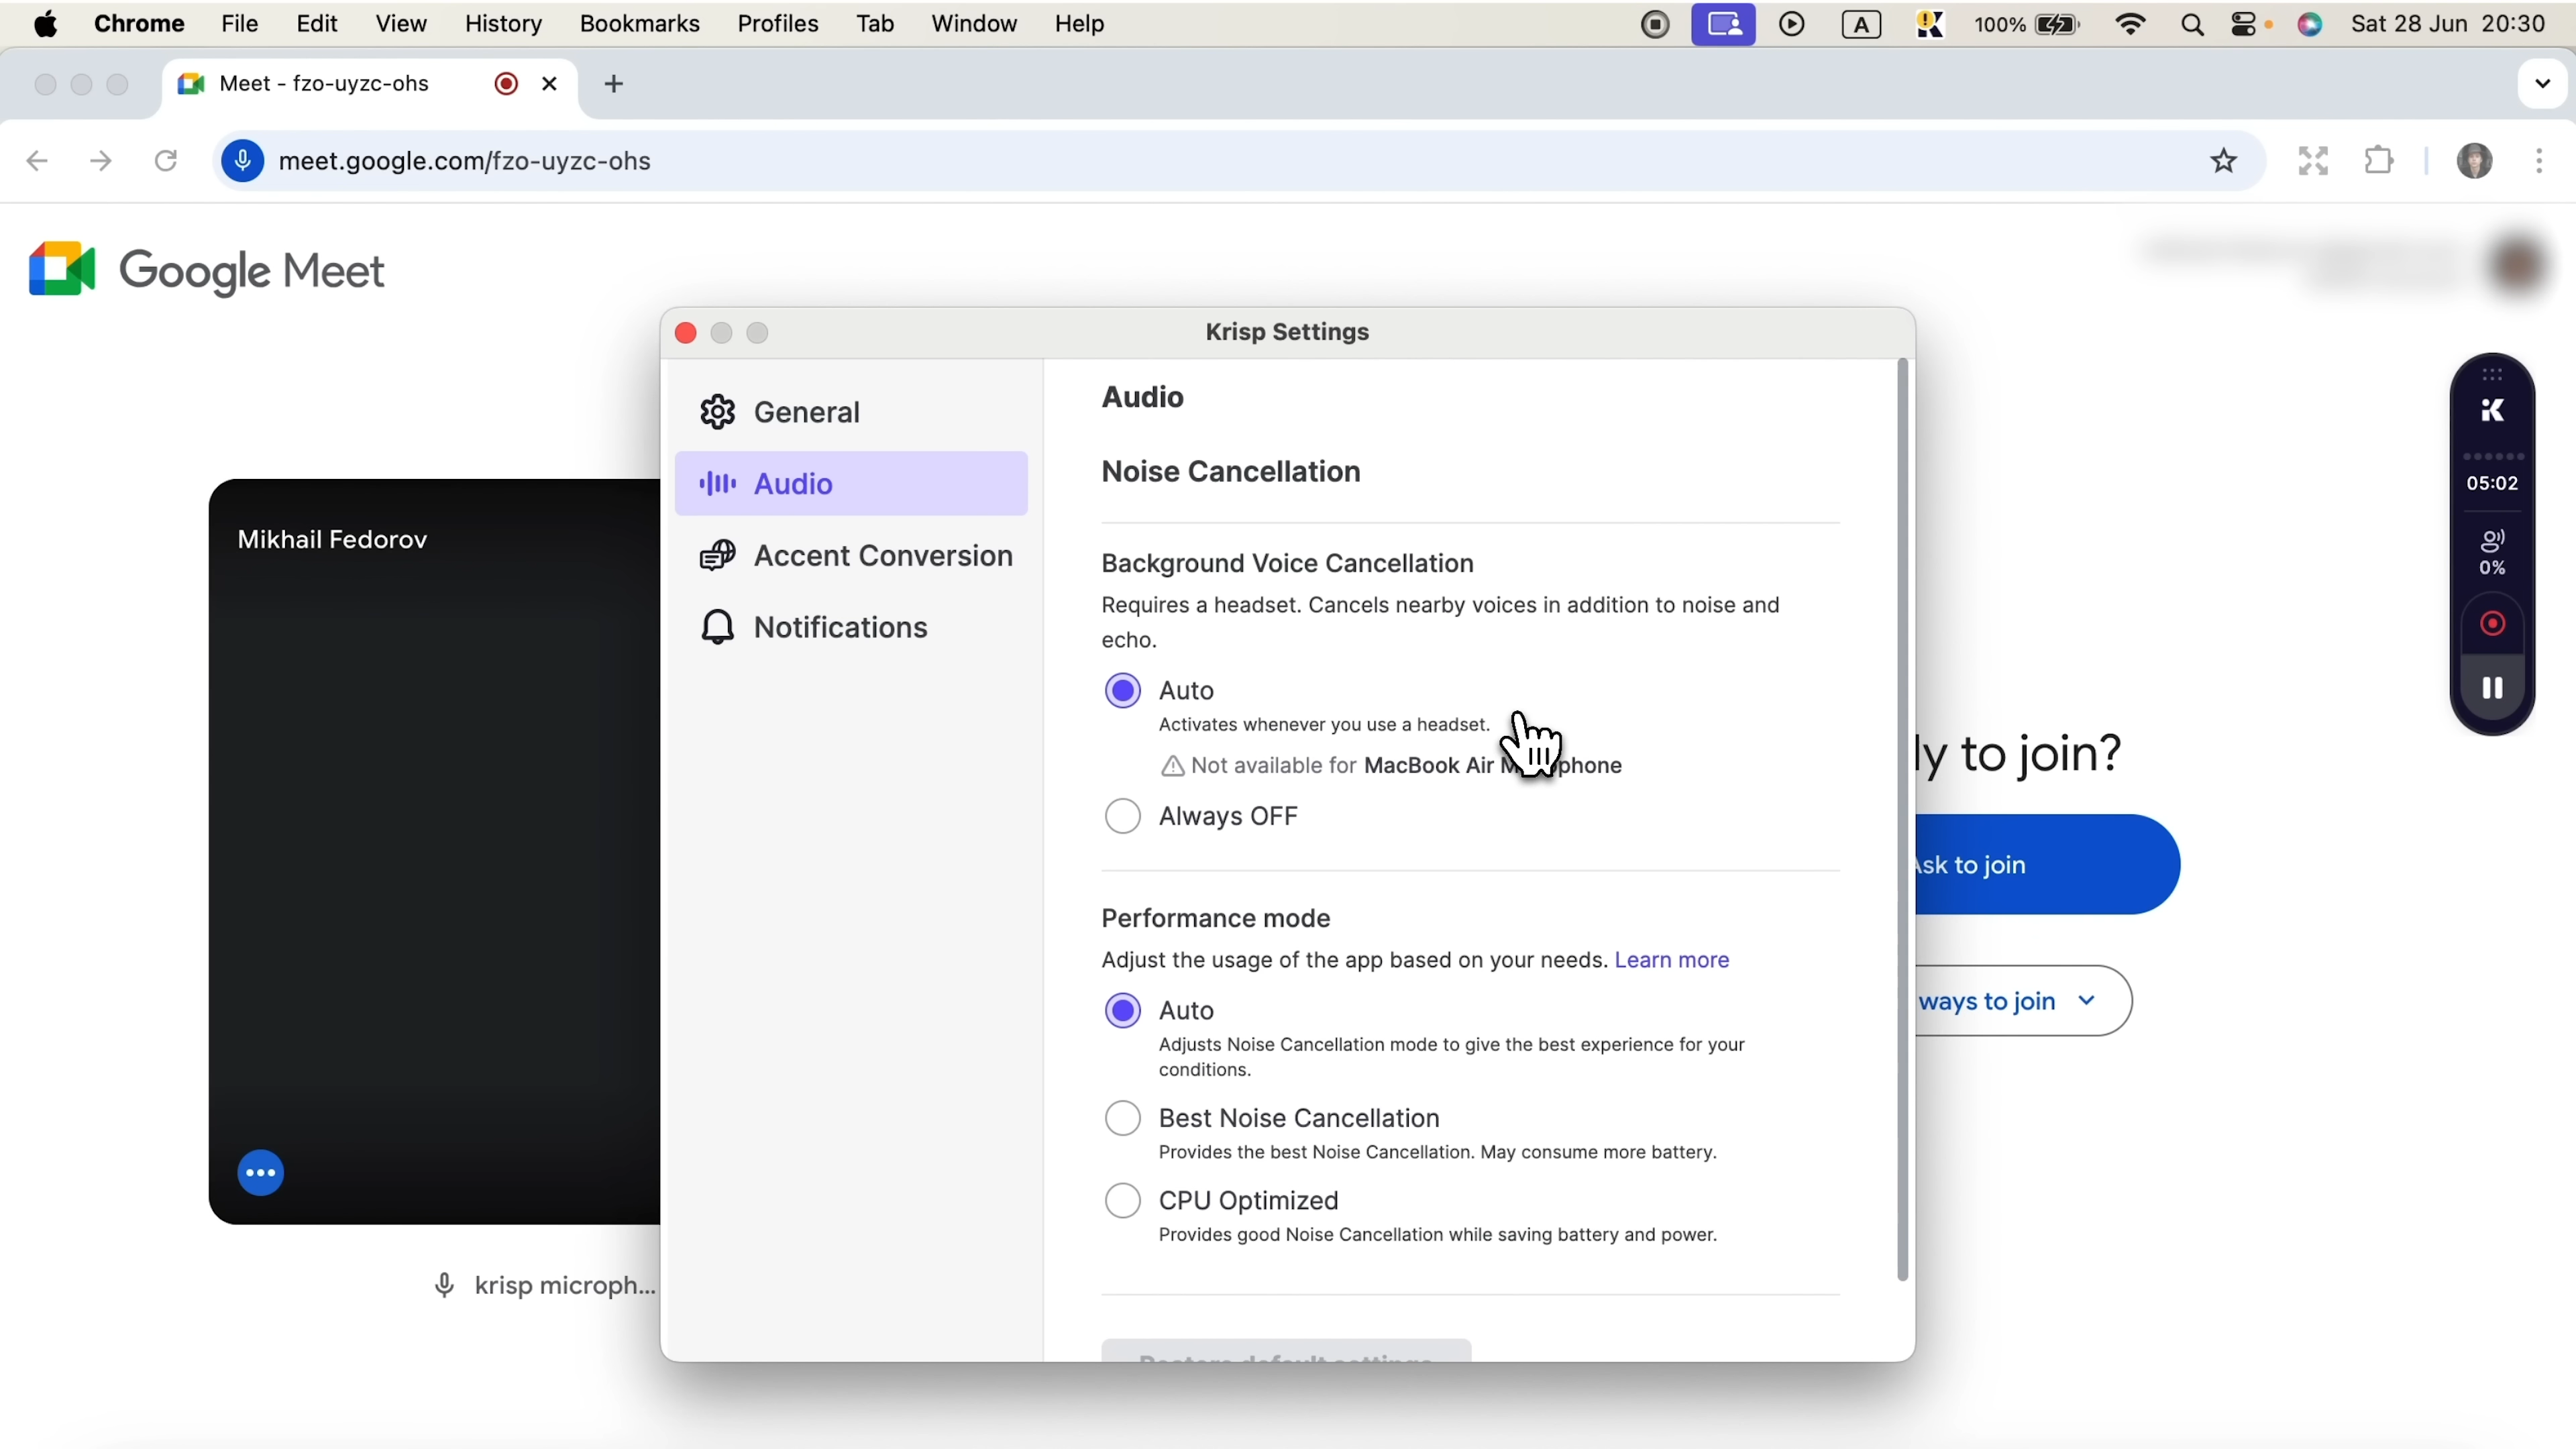 Chrome File Edit View History Bookmarks Profiles Tab Window Help
A 100% Sat 28 Jun 20:30
Meet - fzo-uyzc-ohs
meet.google.com/fzo-uyzc-ohs
Google Meet
Mikhail Fedorov
krisp microph...
Krisp Settings
General
Audio
Accent Conversion
Notifications
Audio
Noise Cancellation
Background Voice Cancellation
Requires a headset. Cancels nearby voices in addition to noise and
echo.
Auto
Activates whenever you use a headset.
Not available for MacBook Air
Always OFF
Performance mode
Adjust the usage of the app based on your needs. Learn more
Auto
Adjusts Noise Cancellation mode to give the best experience for your
conditions.
Best Noise Cancellation
Provides the best Noise Cancellation. May consume more battery.
CPU Optimized
Provides good Noise Cancellation while saving battery and power.
to join?
to join
ways to join
05:02
0%